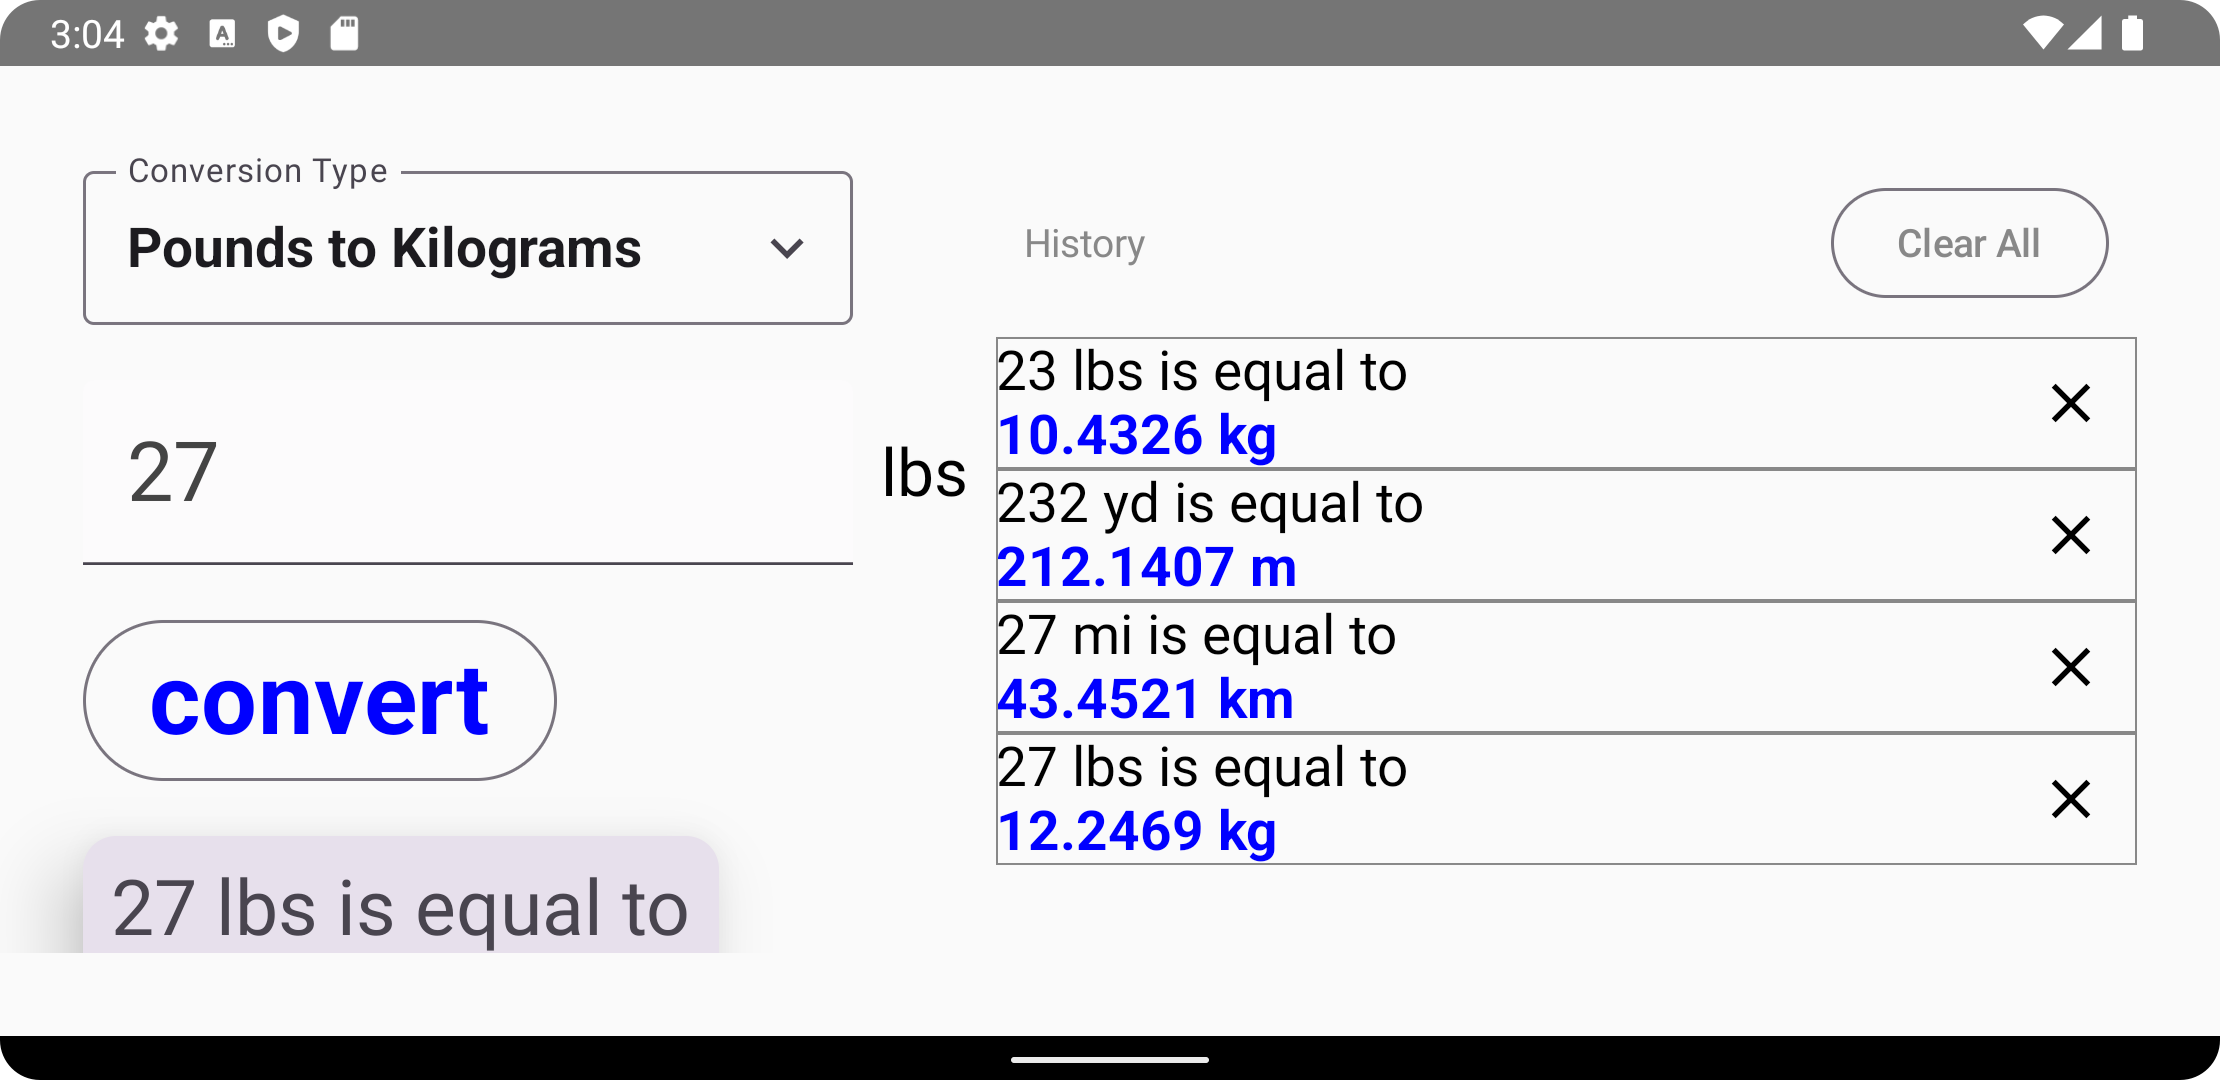 3:04
Conversion Type
Pounds to Kilograms
27
lbs
convert
27 lbs is equal to
History
Clear All
23 lbs is equal to
10.4326 kg
232 yd is equal to
212.1407 m
27 mi is equal to
43.4521 km
27 lbs is equal to
12.2469 kg